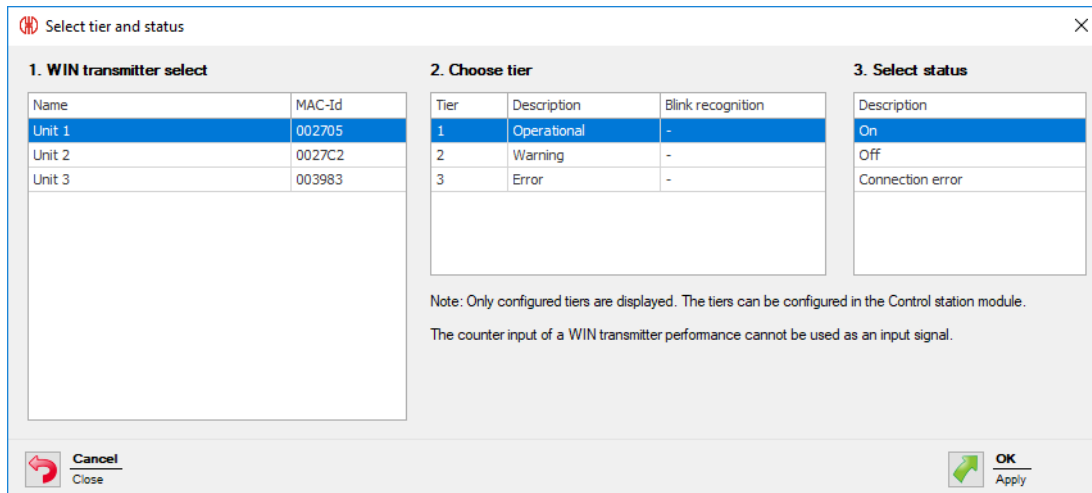 Select tier and status
1. WIN transmitter select
Name MAC-Id
Unit 1 002705
Unit 2 0027C2
Unit 3 003983
2. Choose tier
Tier Description Blink recognition
1 Operational -
2 Warning -
3 Error -
3. Select status
Description
On
Off
Connection error
Note: Only configured tiers are displayed. The tiers can be configured in the Control station module.
The counter input of a WIN transmitter performance cannot be used as an input signal.
Cancel
Close
OK
Apply